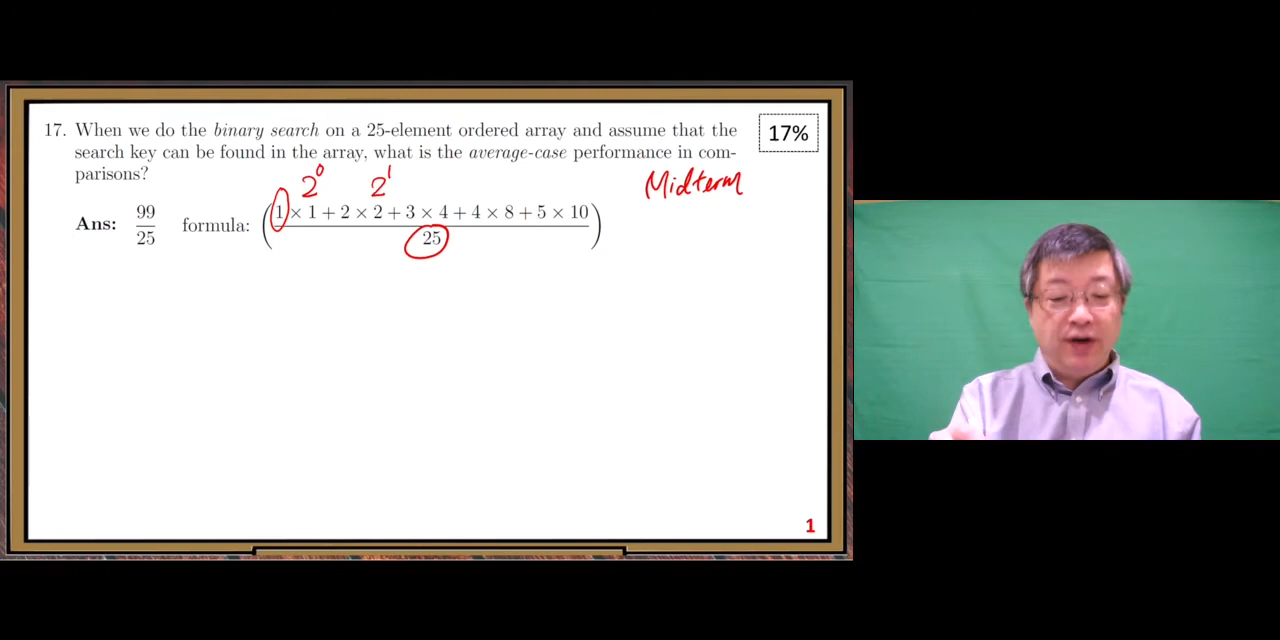 17. When we do the binary search on a 25-element ordered array and assume that the
search key can be found in the array, what is the average-case performance in com-
parisons?
17%
Midterm
2^0 2^1
Ans: 99/25 formula: ( (1 × 1 + 2 × 2 + 3 × 4 + 4 × 8 + 5 × 10) / 25 )
1